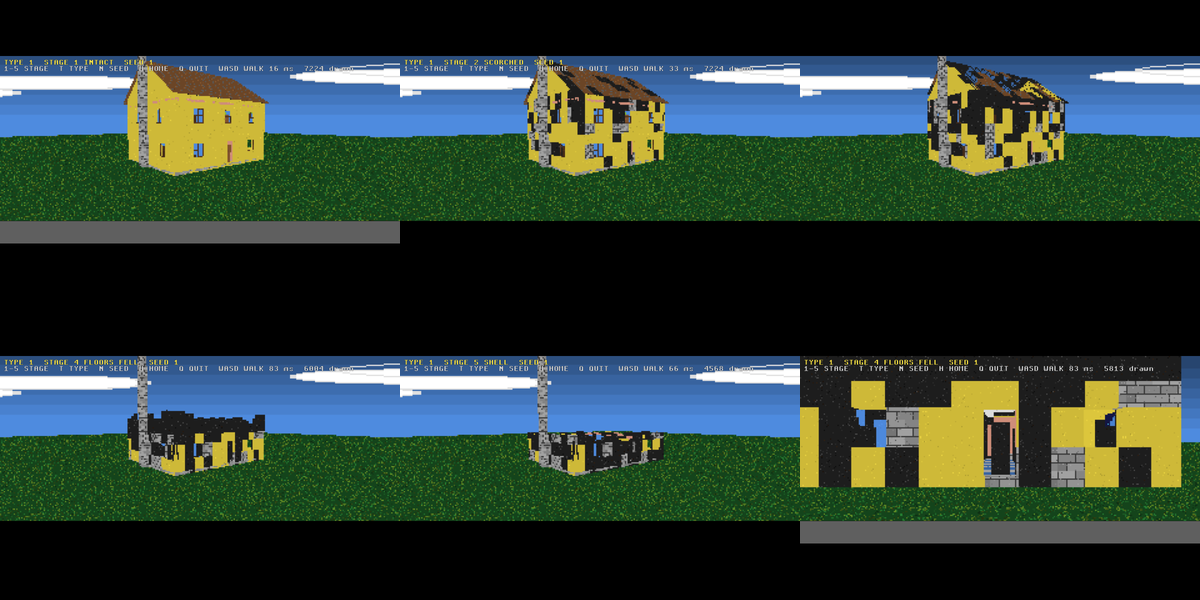 TYPE 1 STAGE 1 INTACT SEED 1
1-5 STAGE T TYPE N SEED H HOME Q QUIT WASD WALK 16 ms 7224 drawn
TYPE 1 STAGE 2 SCORCHED SEED 1
1-5 STAGE T TYPE N SEED H HOME Q QUIT WASD WALK 33 ms 7224 drawn
TYPE 1 STAGE 4 FLOORS FELL SEED 1
1-5 STAGE T TYPE N SEED H HOME Q QUIT WASD WALK 83 ms 6004 drawn
TYPE 1 STAGE 5 SHELL SEED 1
1-5 STAGE T TYPE N SEED H HOME Q QUIT WASD WALK 66 ms 4568 drawn
TYPE 1 STAGE 4 FLOORS FELL SEED 1
1-5 STAGE T TYPE N SEED H HOME Q QUIT WASD WALK 83 ms 5813 drawn